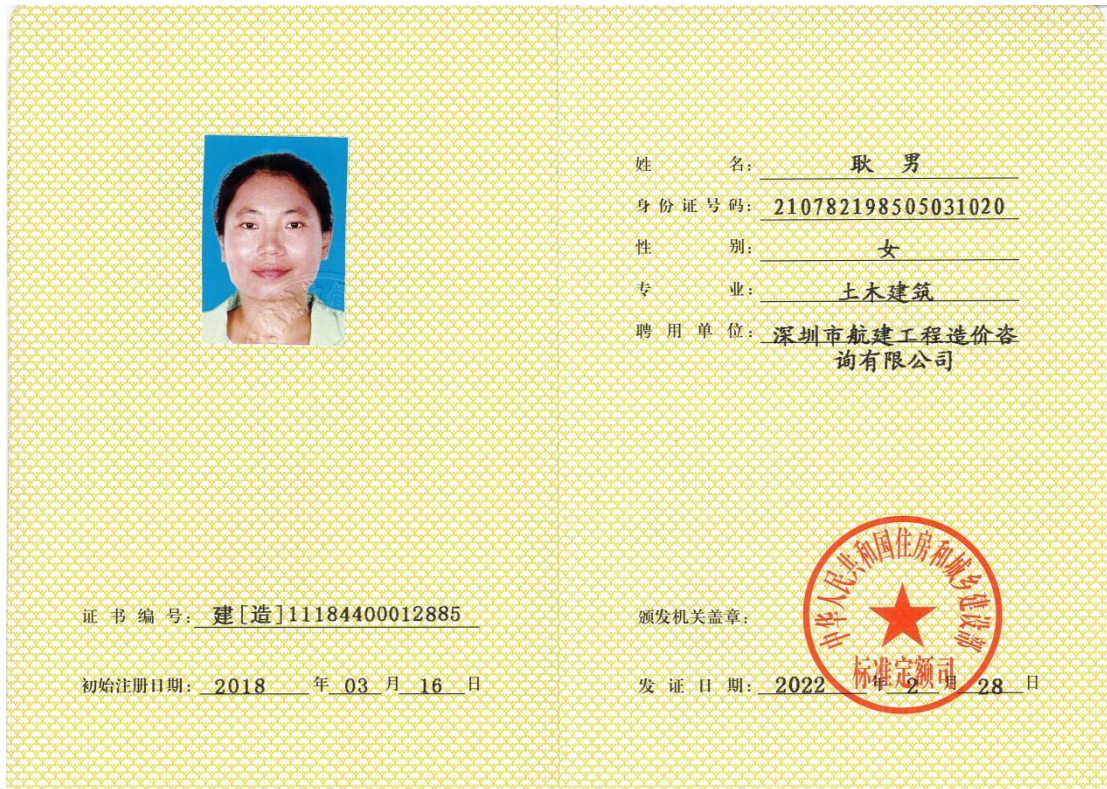 姓名: 耿 男
身份证号码: 210782198505031020
性别: 女
专业: 土木建筑
聘用单位: 深圳市航建工程造价咨
询有限公司
证书编号: 建[造]11184400012885
颁发机关盖章:
中华人民共和国住房和城乡建设部
标准定额司
初始注册日期: 2018 年 03 月 16 日
发证日期: 2022 年 2 月 28 日